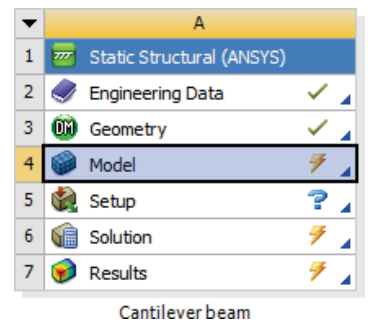 A
1 Static Structural (ANSYS)
2 Engineering Data
3 DM Geometry
4 Model
5 Setup ?
6 Solution
7 Results
Cantilever beam